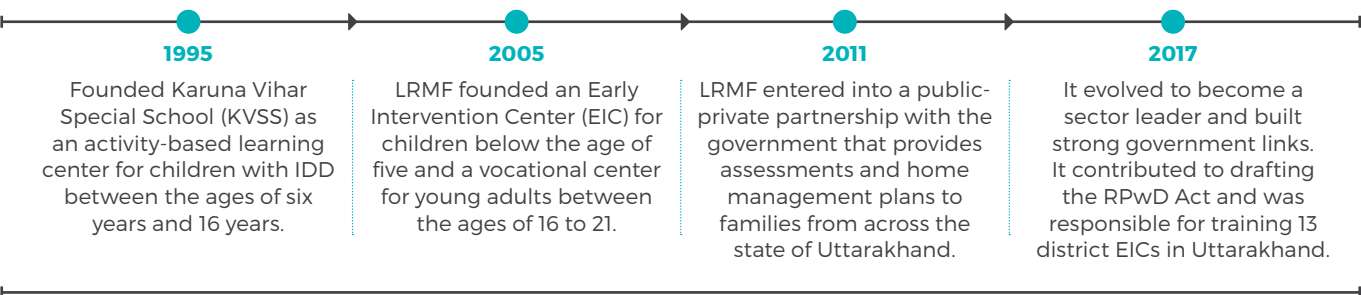 1995
Founded Karuna Vihar
Special School (KVSS) as
an activity-based learning
center for children with IDD
between the ages of six
years and 16 years.
2005
LRMF founded an Early
Intervention Center (EIC) for
children below the age of
five and a vocational center
for young adults between
the ages of 16 to 21.
2011
LRMF entered into a public-
private partnership with the
government that provides
assessments and home
management plans to
families from across the
state of Uttarakhand.
2017
It evolved to become a
sector leader and built
strong government links.
It contributed to drafting
the RPwD Act and was
responsible for training 13
district EICs in Uttarakhand.